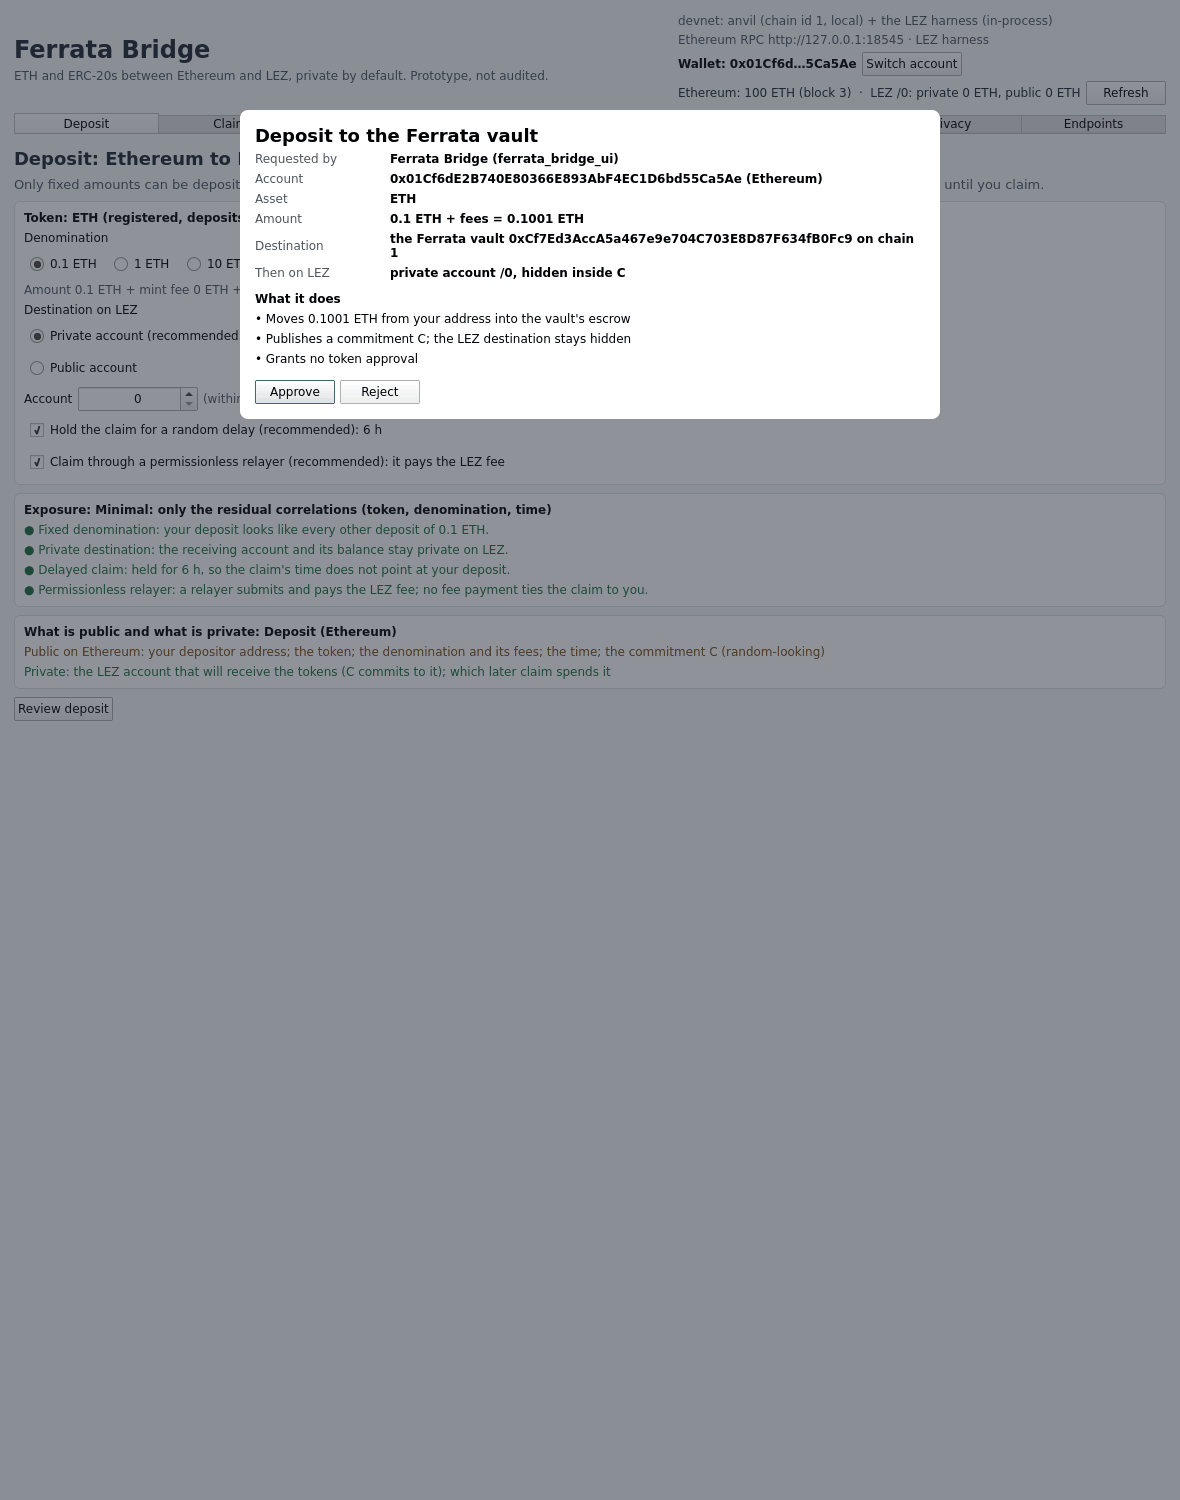 devnet: anvil (chain id 1, local) + the LEZ harness (in-process)
Ferrata Bridge
Ethereum RPC http://127.0.0.1:18545 · LEZ harness
ETH and ERC-20s between Ethereum and LEZ, private by default. Prototype, not audited.
Wallet: 0x01Cf6d...5Ca5Ae Switch account
Ethereum: 100 ETH (block 3) · LEZ /0: private 0 ETH, public 0 ETH Refresh
Deposit Clai ivacy Endpoints
Deposit: Ethereum to
Only fixed amounts can be deposit until you claim.
Token: ETH (registered, deposits
Denomination
0.1 ETH 1 ETH 10 ET
Amount 0.1 ETH + mint fee 0 ETH +
Destination on LEZ
Private account (recommended
Public account
Account 0 (within
Deposit to the Ferrata vault
Requested by Ferrata Bridge (ferrata_bridge_ui)
Account 0x01Cf6dE2B740E80366E893AbF4EC1D6bd55Ca5Ae (Ethereum)
Asset ETH
Amount 0.1 ETH + fees = 0.1001 ETH
Destination the Ferrata vault 0xCf7Ed3AccA5a467e9e704C703E8D87F634fB0Fc9 on chain
1
Then on LEZ private account /0, hidden inside C
What it does
• Moves 0.1001 ETH from your address into the vault's escrow
• Publishes a commitment C; the LEZ destination stays hidden
• Grants no token approval
Approve Reject
Hold the claim for a random delay (recommended): 6 h
Claim through a permissionless relayer (recommended): it pays the LEZ fee
Exposure: Minimal: only the residual correlations (token, denomination, time)
● Fixed denomination: your deposit looks like every other deposit of 0.1 ETH.
● Private destination: the receiving account and its balance stay private on LEZ.
● Delayed claim: held for 6 h, so the claim's time does not point at your deposit.
● Permissionless relayer: a relayer submits and pays the LEZ fee; no fee payment ties the claim to you.
What is public and what is private: Deposit (Ethereum)
Public on Ethereum: your depositor address; the token; the denomination and its fees; the time; the commitment C (random-looking)
Private: the LEZ account that will receive the tokens (C commits to it); which later claim spends it
Review deposit